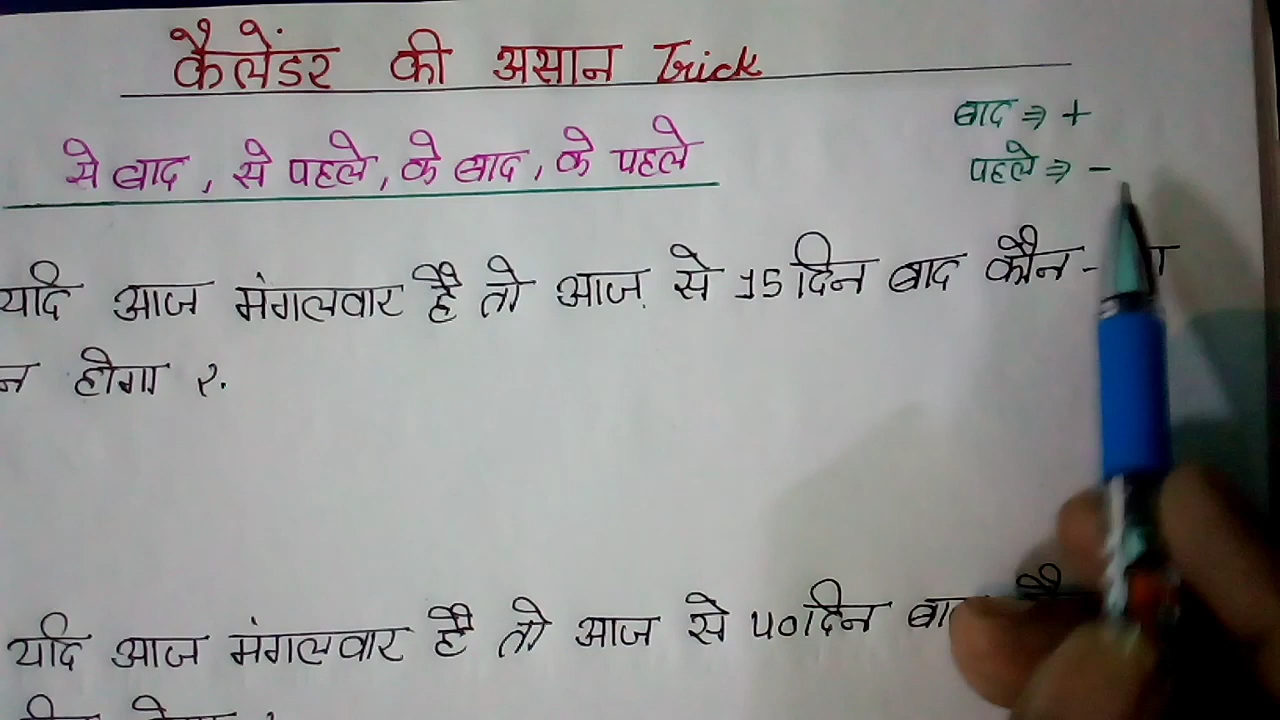 कैलेंडर की असान Trick
से बाद, से पहले, के बाद, के पहले
बाद ⇒ +
पहले ⇒ -
यदि आज मंगलवार है तो आज से 15 दिन बाद कौन-
न होगा ?.
यदि आज मंगलवार है तो आज से 40 दिन